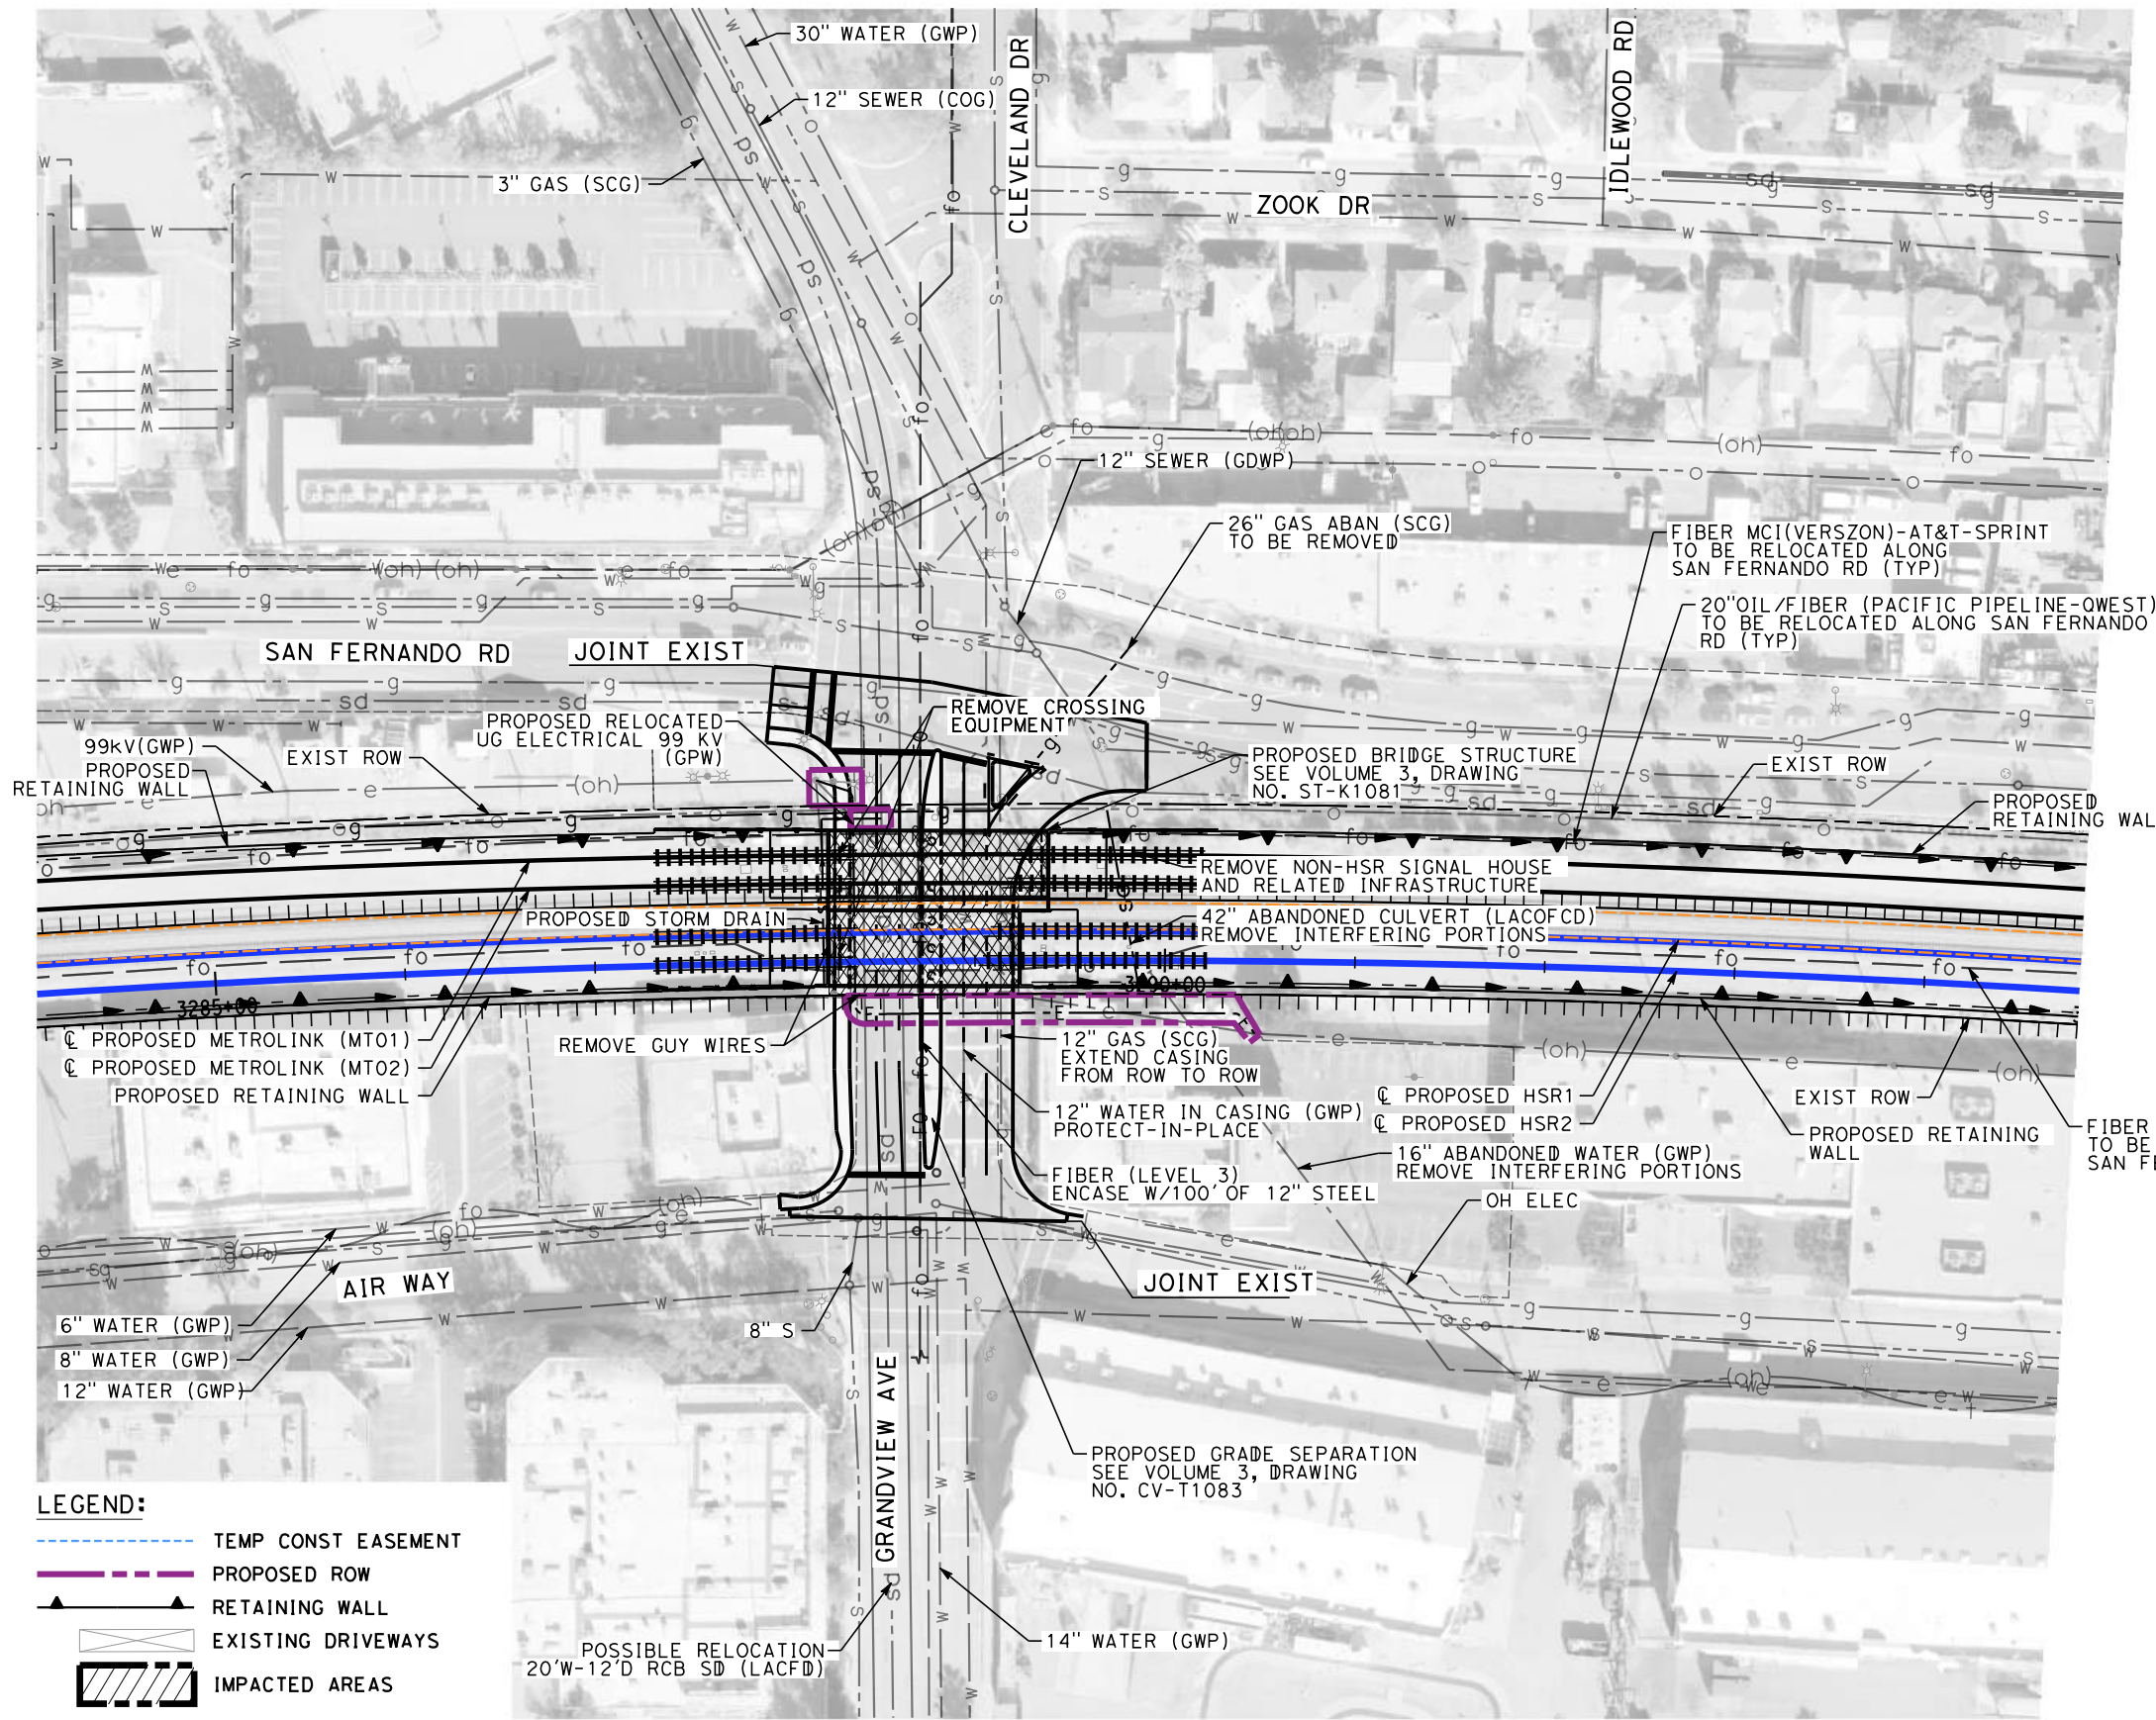 30" WATER (GWP)
12" SEWER (COG)
CLEVELAND DR
IDLEWOOD RD
3" GAS (SCG)
ZOOK DR
12" SEWER (GDWP)
26" GAS ABAN (SCG)
TO BE REMOVED
FIBER MCI(VERSZON)-AT&T-SPRINT
TO BE RELOCATED ALONG
SAN FERNANDO RD (TYP)
20"OIL/FIBER (PACIFIC PIPELINE-QWEST)
TO BE RELOCATED ALONG SAN FERNANDO
RD (TYP)
SAN FERNANDO RD
JOINT EXIST
REMOVE CROSSING
EQUIPMENT
PROPOSED RELOCATED
UG ELECTRICAL 99 KV
(GPW)
99kV(GWP)
EXIST ROW
PROPOSED
RETAINING WALL
PROPOSED BRIDGE STRUCTURE
SEE VOLUME 3, DRAWING
NO. ST-K1081
EXIST ROW
PROPOSED
RETAINING WAL
REMOVE NON-HSR SIGNAL HOUSE
AND RELATED INFRASTRUCTURE
PROPOSED STORM DRAIN
42" ABANDONED CULVERT (LACOFCD)
REMOVE INTERFERING PORTIONS
3285+00
3290+00
℄ PROPOSED METROLINK (MT01)
℄ PROPOSED METROLINK (MT02)
PROPOSED RETAINING WALL
REMOVE GUY WIRES
12" GAS (SCG)
EXTEND CASING
FROM ROW TO ROW
12" WATER IN CASING (GWP)
PROTECT-IN-PLACE
℄ PROPOSED HSR1
℄ PROPOSED HSR2
EXIST ROW
PROPOSED RETAINING
WALL
FIBER
TO BE
SAN FE
16" ABANDONED WATER (GWP)
REMOVE INTERFERING PORTIONS
FIBER (LEVEL 3)
ENCASE W/100' OF 12" STEEL
OH ELEC
AIR WAY
JOINT EXIST
6" WATER (GWP)
8" WATER (GWP)
12" WATER (GWP)
8" S
GRANDVIEW AVE
PROPOSED GRADE SEPARATION
SEE VOLUME 3, DRAWING
NO. CV-T1083
14" WATER (GWP)
POSSIBLE RELOCATION
20'W-12'D RCB SD (LACFD)
LEGEND:
TEMP CONST EASEMENT
PROPOSED ROW
RETAINING WALL
EXISTING DRIVEWAYS
IMPACTED AREAS